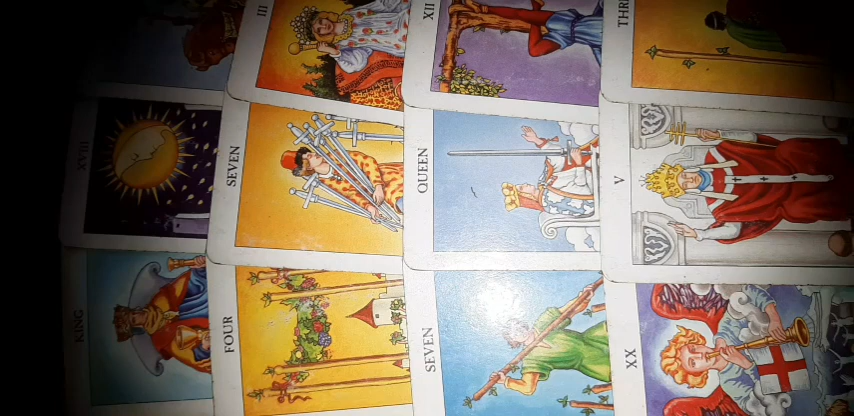 III
XII
THR
XVIII
SEVEN
QUEEN
V
KING
FOUR
SEVEN
XX